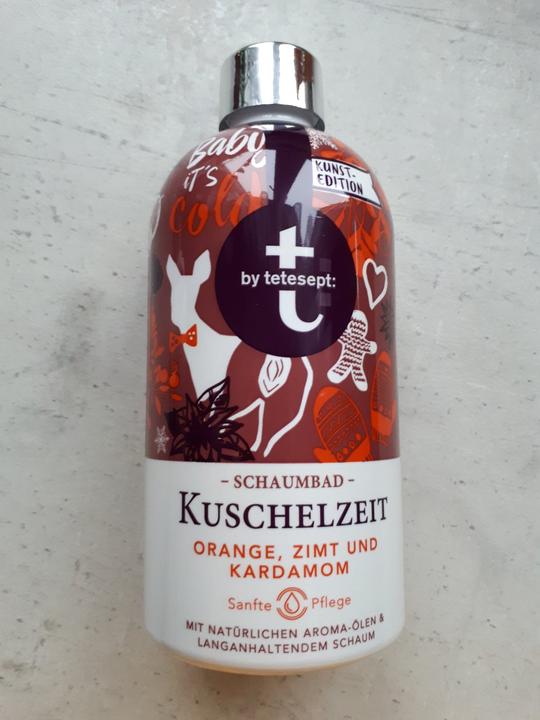 Baby
it's
cold
KUNST-
EDITION
t
by tetesept:
- SCHAUMBAD -
KUSCHELZEIT
ORANGE, ZIMT UND
KARDAMOM
Sanfte Pflege
MIT NATÜRLICHEN AROMA-ÖLEN &
LANGANHALTENDEM SCHAUM